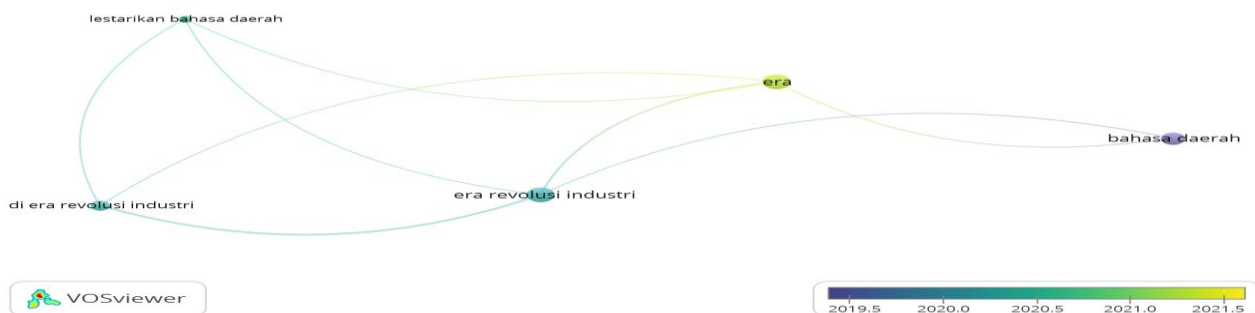 lestarikan bahasa daerah
era
bahasa daerah
era revolusi industri
di era revolusi industri
VOSviewer
2019.5 2020.0 2020.5 2021.0 2021.5